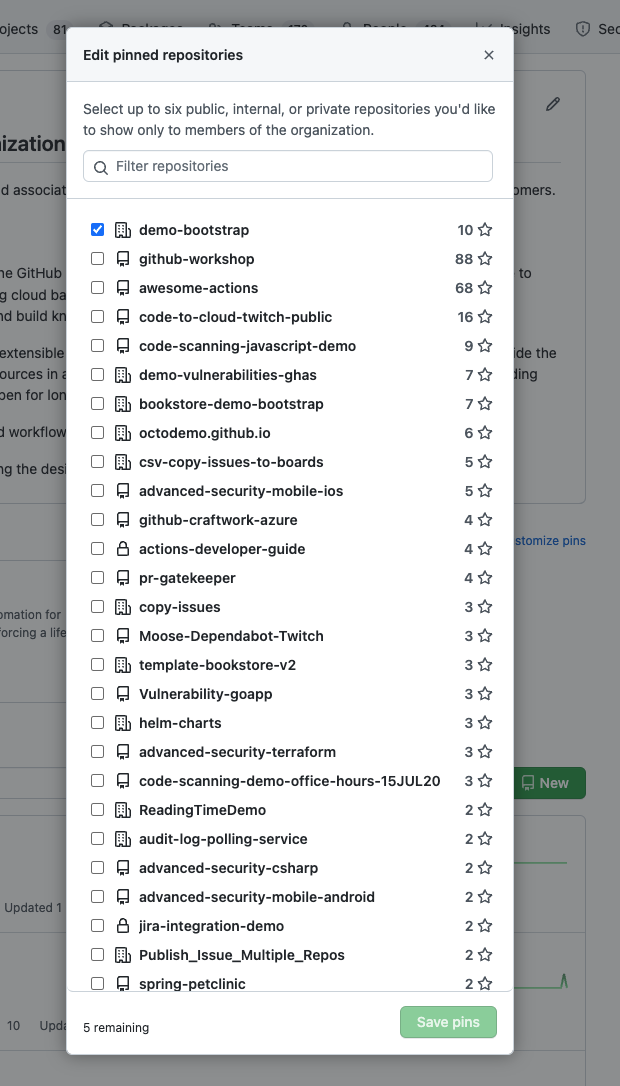 ojects 81 Packages Teams 178 People 184 Insights Sec
Edit pinned repositories
Select up to six public, internal, or private repositories you'd like
to show only to members of the organization.
Filter repositories
ization
d associat
omers.
ne GitHub
to
g cloud ba
nd build kn
extensible
ide the
ources in a
ding
pen for lon
d workflow
ng the desi
stomize pins
omation for
forcing a life
New
Updated 1
10 Upda
demo-bootstrap 10
github-workshop 88
awesome-actions 68
code-to-cloud-twitch-public 16
code-scanning-javascript-demo 9
demo-vulnerabilities-ghas 7
bookstore-demo-bootstrap 7
octodemo.github.io 6
csv-copy-issues-to-boards 5
advanced-security-mobile-ios 5
github-craftwork-azure 4
actions-developer-guide 4
pr-gatekeeper 4
copy-issues 3
Moose-Dependabot-Twitch 3
template-bookstore-v2 3
Vulnerability-goapp 3
helm-charts 3
advanced-security-terraform 3
code-scanning-demo-office-hours-15JUL20 3
ReadingTimeDemo 2
audit-log-polling-service 2
advanced-security-csharp 2
advanced-security-mobile-android 2
jira-integration-demo 2
Publish_Issue_Multiple_Repos 2
spring-petclinic 2
5 remaining
Save pins